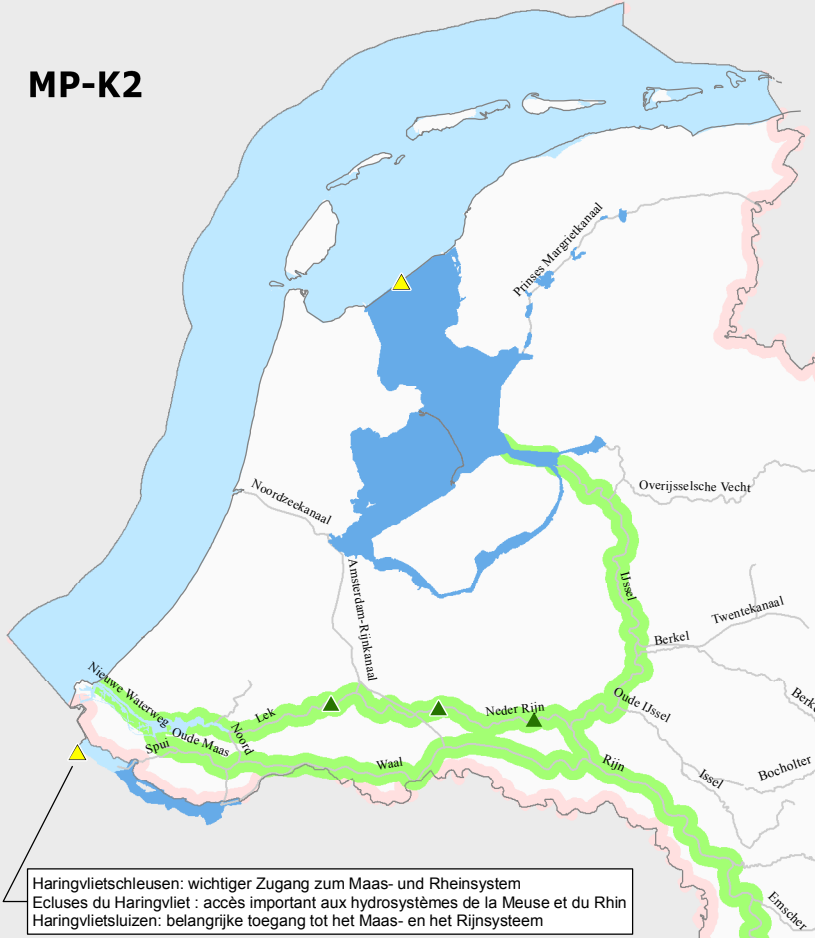 MP-K2
Prinses Margrietkanaal
Noordzeekanaal
Overijsselsche Vecht
Amsterdam-Rijnkanaal
IJssel
Twentekanaal
Berkel
Nieuwe Waterweg
Lek
Neder Rijn
Oude IJssel
Berk
Noord
Oude Maas
Spui
Waal
Rijn
Issel
Bocholter
Emscher
Haringvlietschleusen: wichtiger Zugang zum Maas- und Rheinsystem
Ecluses du Haringvliet : accès important aux hydrosystèmes de la Meuse et du Rhin
Haringvlietsluizen: belangrijke toegang tot het Maas- en het Rijnsysteem